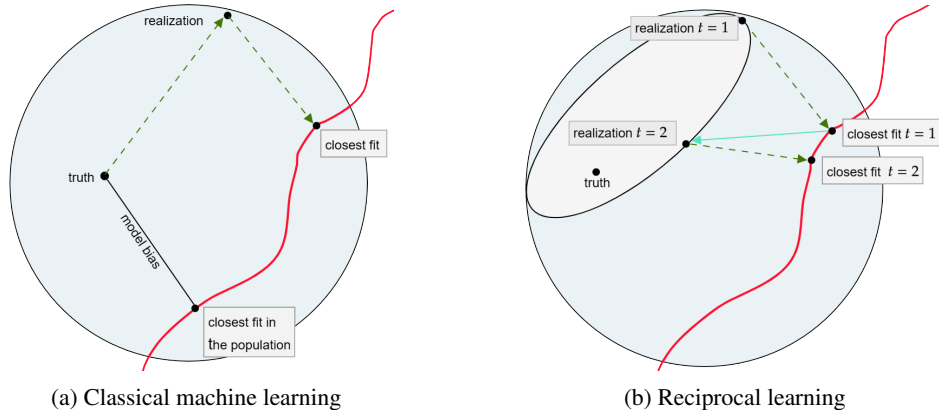 realization
closest fit
truth
model bias
closest fit in
the population
(a) Classical machine learning
realization t = 1
realization t = 2
closest fit t = 1
closest fit t = 2
truth
(b) Reciprocal learning